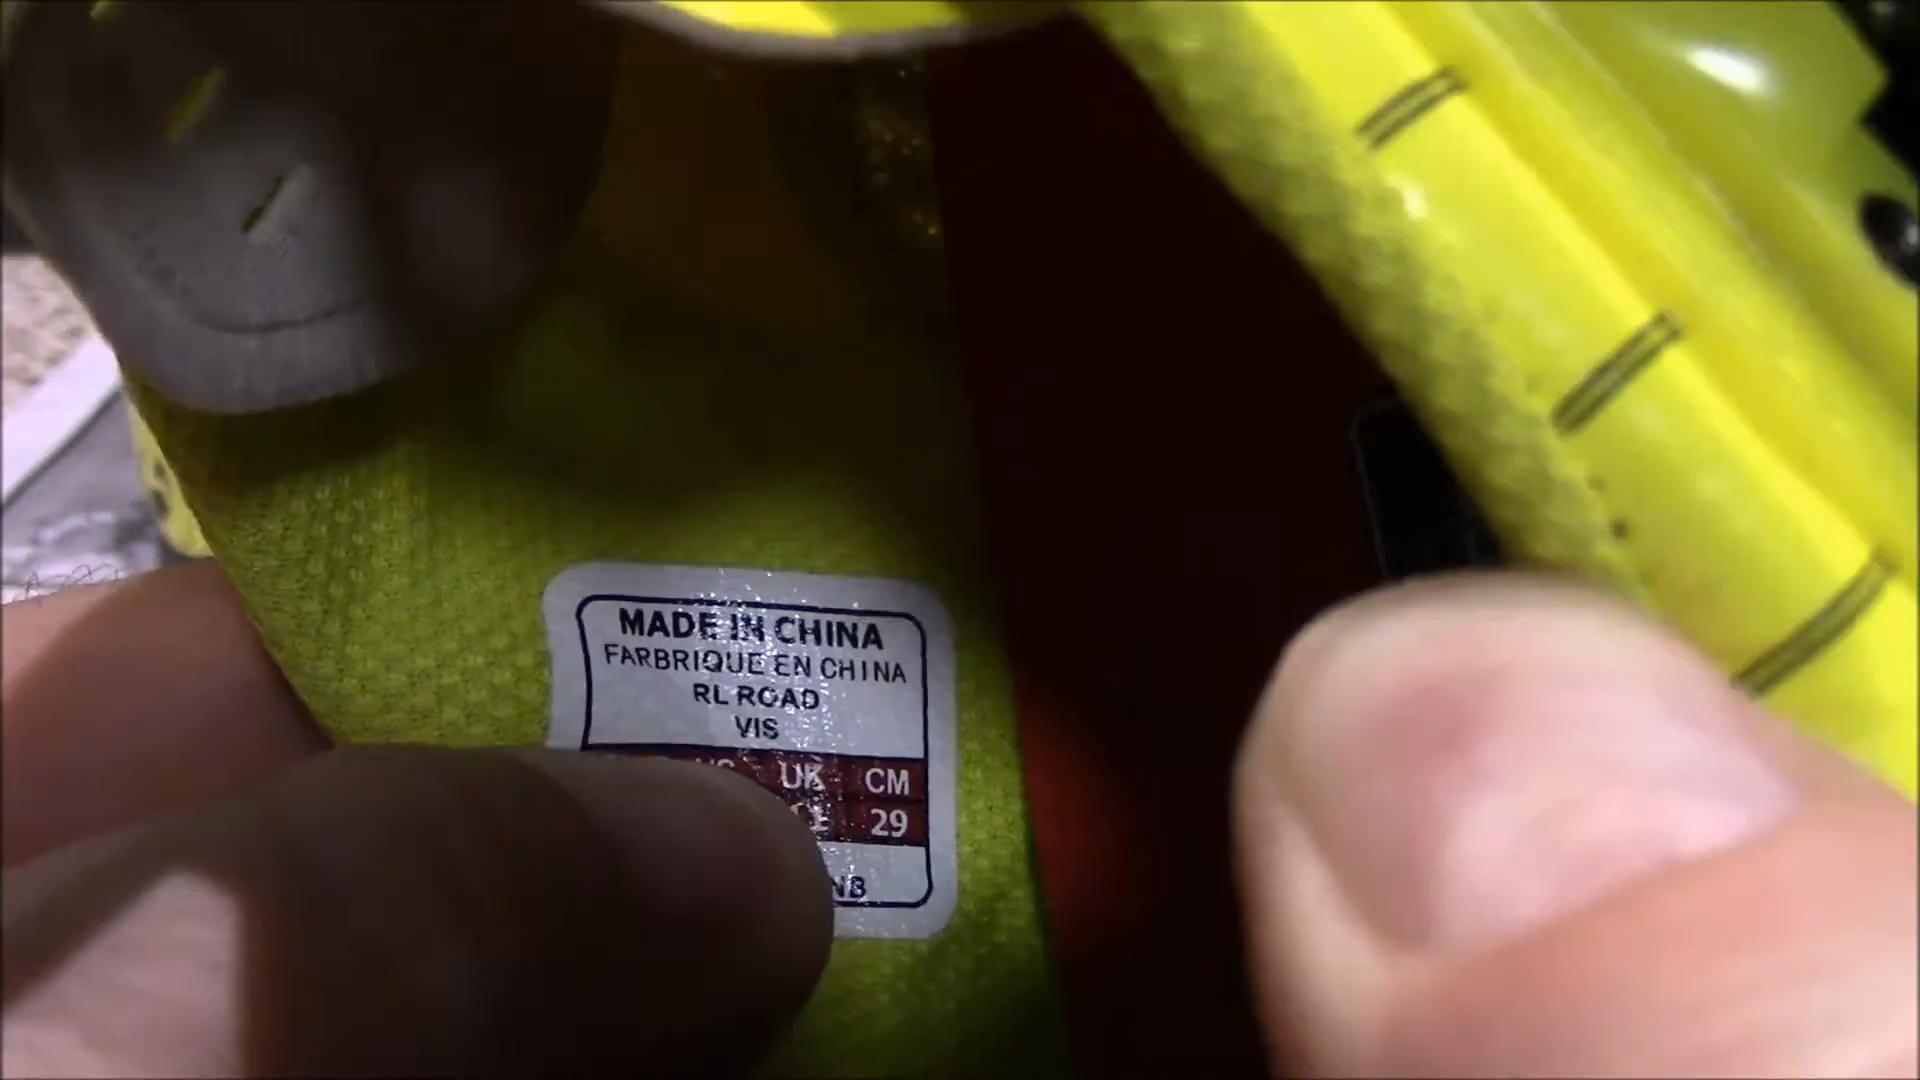 MADE IN CHINA
FARBRIQUE EN CHINA
RL ROAD
VIS
UK CM
29